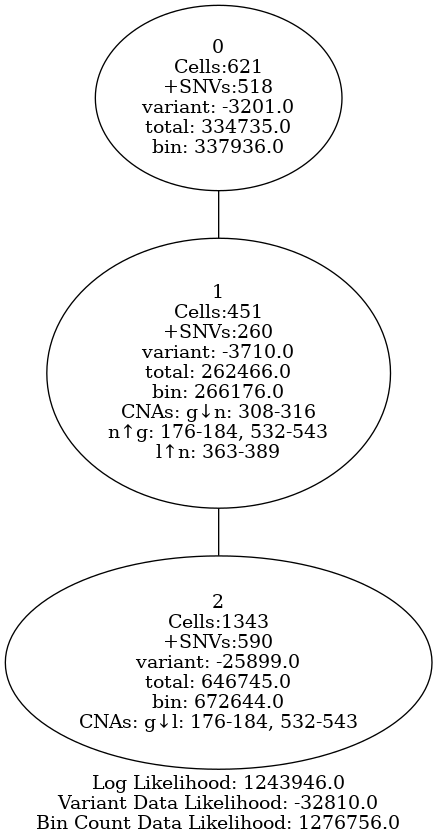 0
Cells:621
+SNVs:518
variant: -3201.0
total: 334735.0
bin: 337936.0
1
Cells:451
+SNVs:260
variant: -3710.0
total: 262466.0
bin: 266176.0
CNAs: g↓n: 308-316
n↑g: 176-184, 532-543
l↑n: 363-389
2
Cells:1343
+SNVs:590
variant: -25899.0
total: 646745.0
bin: 672644.0
CNAs: g↓l: 176-184, 532-543
Log Likelihood: 1243946.0
Variant Data Likelihood: -32810.0
Bin Count Data Likelihood: 1276756.0